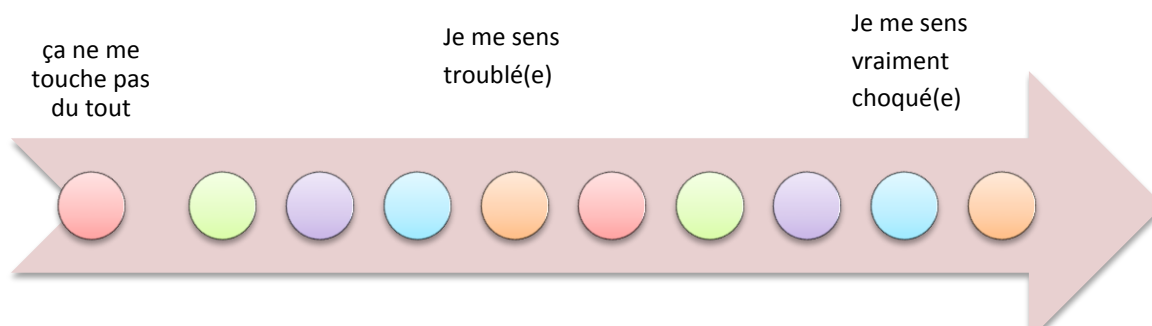 ça ne me
touche pas
du tout
Je me sens
troublé(e)
Je me sens
vraiment
choqué(e)